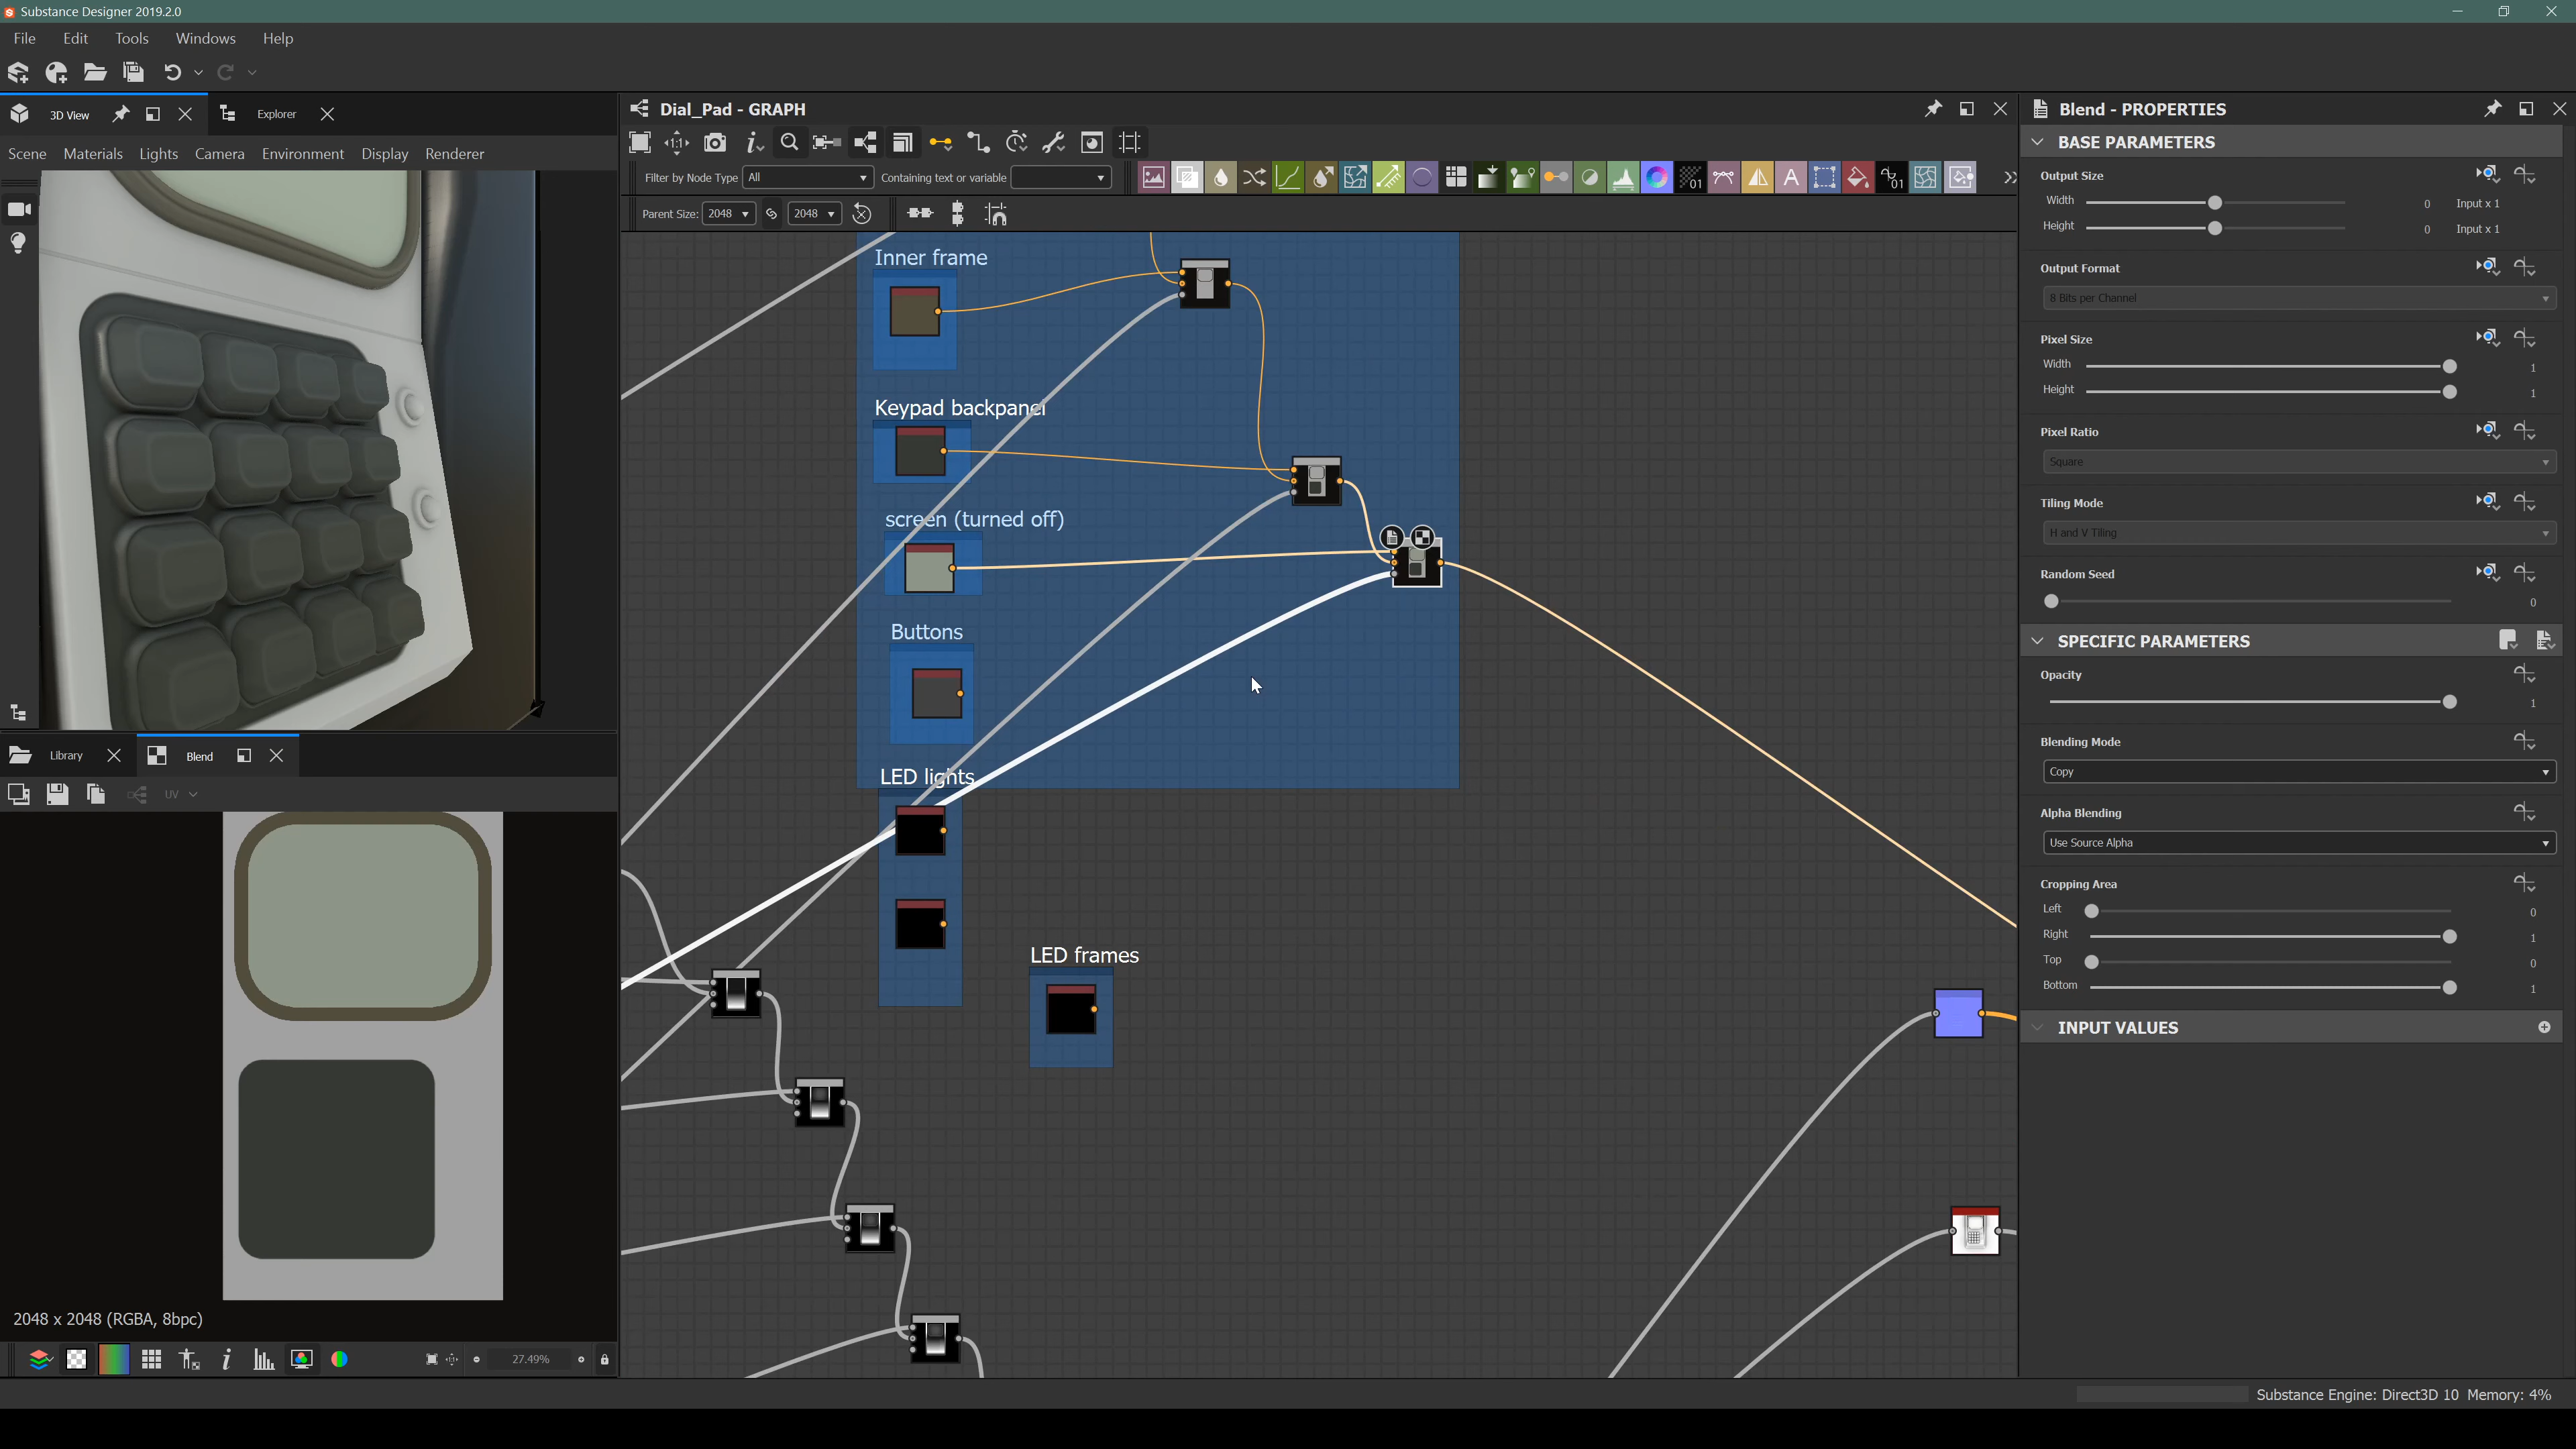 Substance Designer 2019.2.0
File Edit Tools Windows Help
3D View Explorer
Scene Materials Lights Camera Environment Display Renderer
Library Blend
UV
2048 x 2048 (RGBA, 8bpc)
27.49%
Dial_Pad - GRAPH
1:1
Filter by Node Type All Containing text or variable
01 A 01
Parent Size: 2048 2048
Inner frame
Keypad backpanel
screen (turned off)
Buttons
LED lights
LED frames
Blend - PROPERTIES
BASE PARAMETERS
Output Size
Width 0 Input x 1
Height 0 Input x 1
Output Format
8 Bits per Channel
Pixel Size
Width 1
Height 1
Pixel Ratio
Square
Tiling Mode
H and V Tiling
Random Seed
0
SPECIFIC PARAMETERS
Opacity
1
Blending Mode
Copy
Alpha Blending
Use Source Alpha
Cropping Area
Left 0
Right 1
Top 0
Bottom 1
INPUT VALUES
Substance Engine: Direct3D 10 Memory: 4%